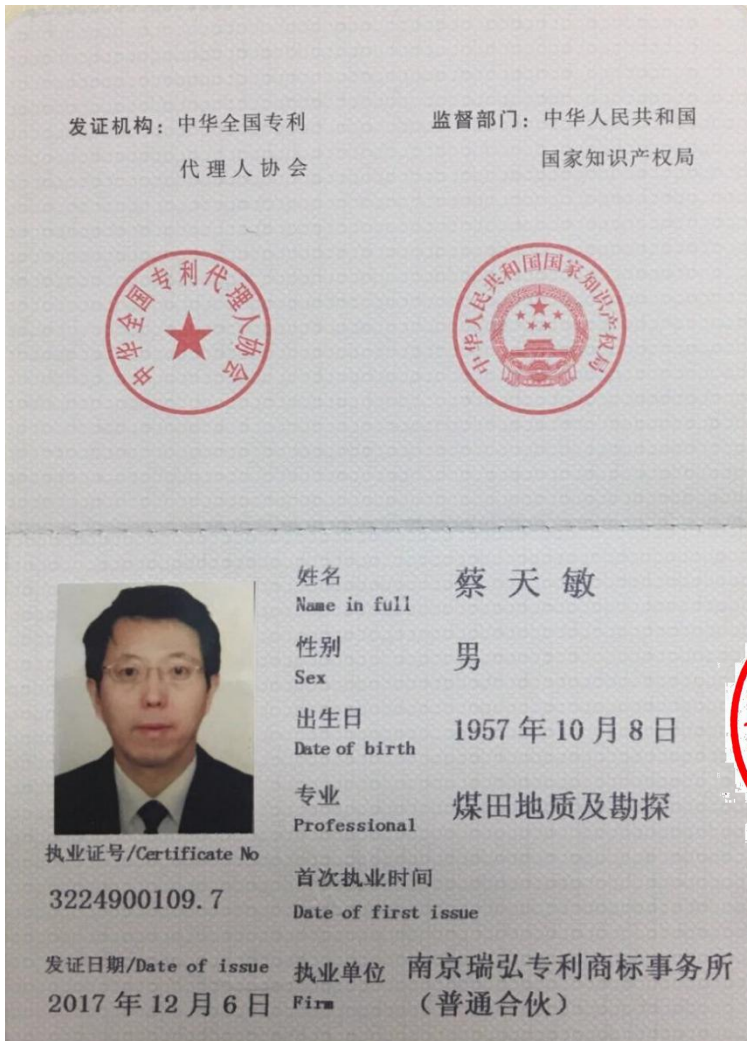 发证机构：中华全国专利
代理人协会
监督部门：中华人民共和国
国家知识产权局
中华全国专利代理人协会
中华人民共和国国家知识产权局
姓名
Name in full
蔡天敏
性别
Sex
男
出生日
Date of birth
1957年10月8日
专业
Professional
煤田地质及勘探
执业证号/Certificate No
3224900109.7
首次执业时间
Date of first issue
发证日期/Date of issue
2017年12月6日
执业单位
Firm
南京瑞弘专利商标事务所
（普通合伙）